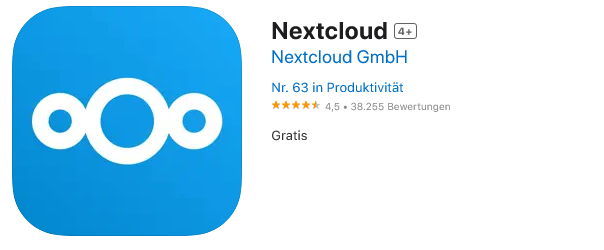 Nextcloud 4+
Nextcloud GmbH
Nr. 63 in Produktivität
4,5 • 38.255 Bewertungen
Gratis